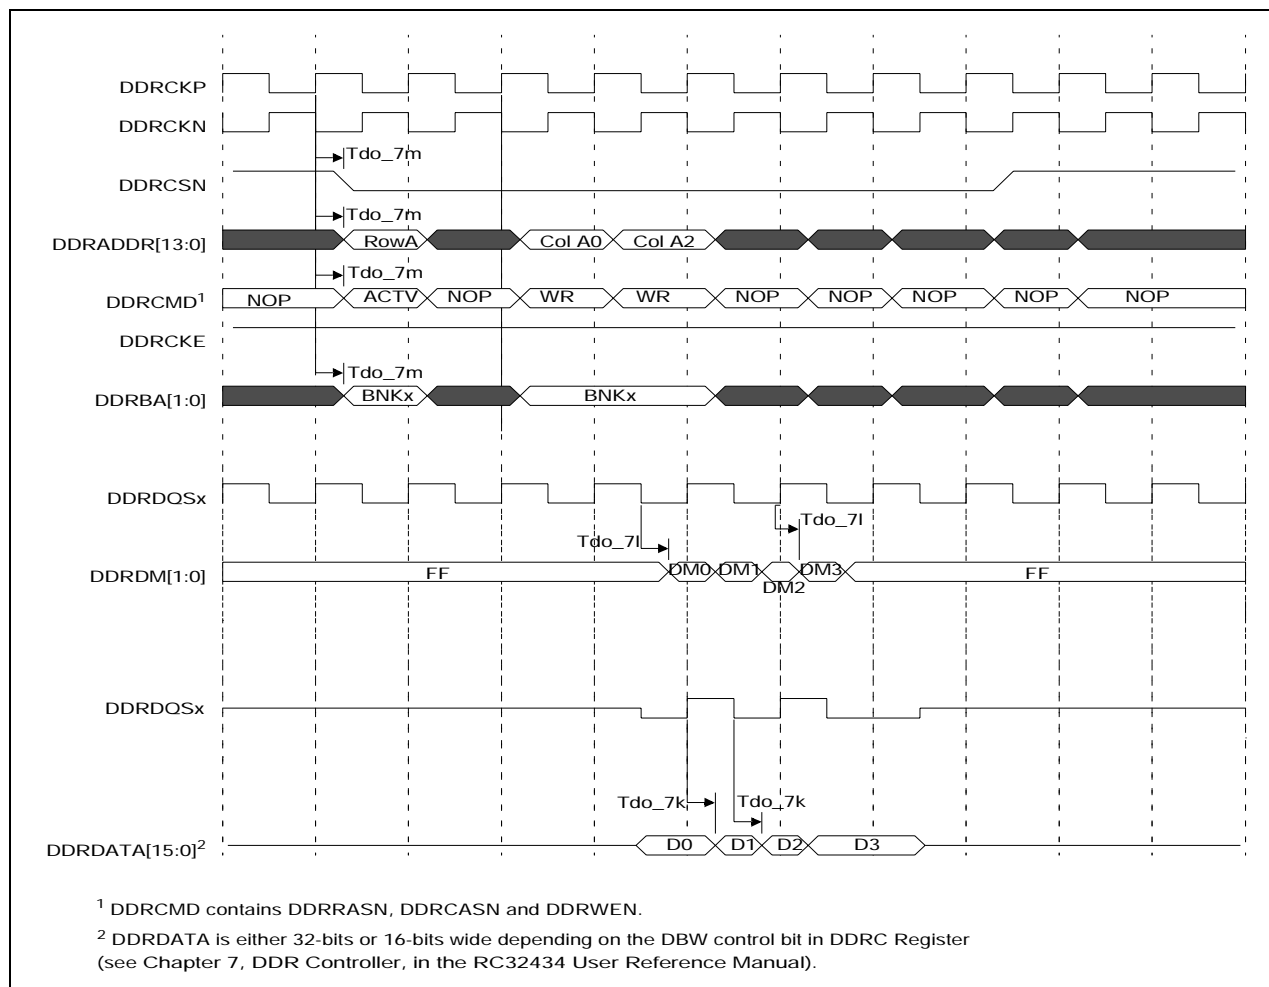 DDRCKP
DDRCKN
Tdo_7m
DDRCSN
Tdo_7m
DDRADDR[13:0] RowA Col A0 Col A2
Tdo_7m
DDRCMD1 NOP ACTV NOP WR WR NOP NOP NOP NOP NOP
DDRCKE
Tdo_7m
DDRBA[1:0] BNKx BNKx
DDRDQSx
Tdo_7l Tdo_7l
DDRDM[1:0] FF DM0 DM1 DM2 DM3 FF
DDRDQSx
Tdo_7k Tdo_7k
DDRDATA[15:0]2 D0 D1 D2 D3
1 DDRCMD contains DDRRASN, DDRCASN and DDRWEN.
2 DDRDATA is either 32-bits or 16-bits wide depending on the DBW control bit in DDRC Register
(see Chapter 7, DDR Controller, in the RC32434 User Reference Manual).